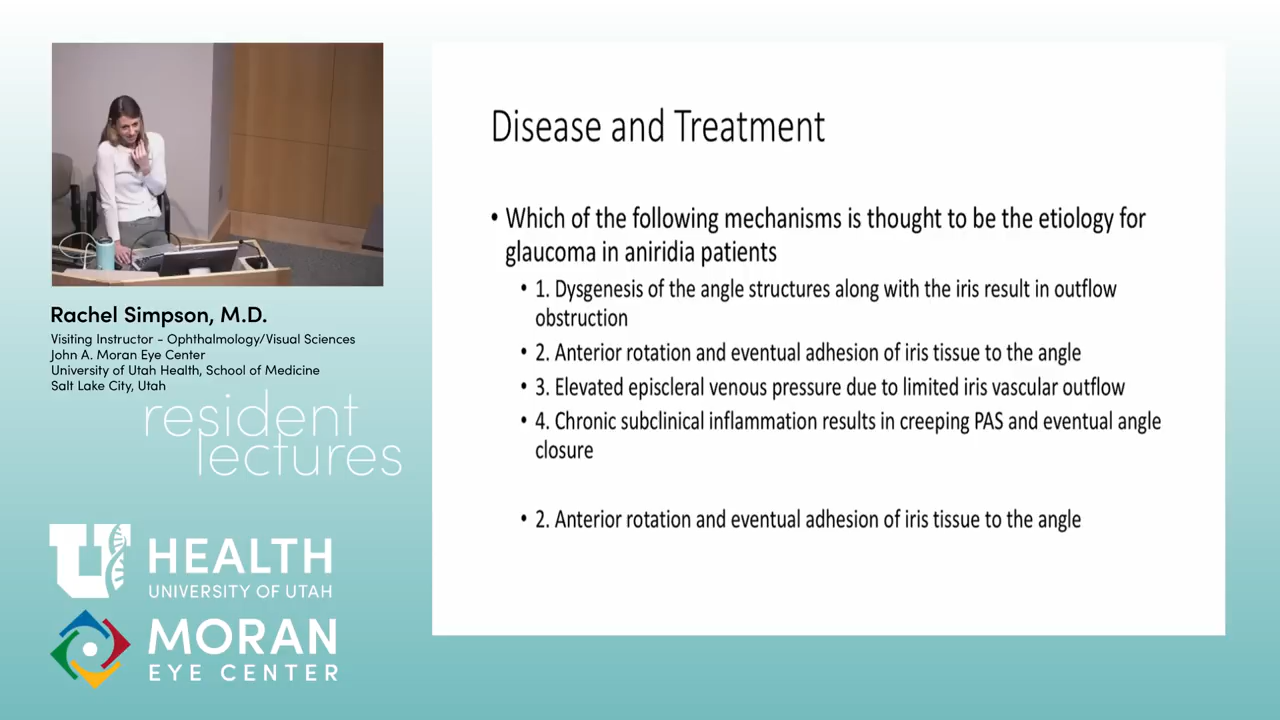 Disease and Treatment
• Which of the following mechanisms is thought to be the etiology for
glaucoma in aniridia patients
• 1. Dysgenesis of the angle structures along with the iris result in outflow
obstruction
• 2. Anterior rotation and eventual adhesion of iris tissue to the angle
• 3. Elevated episcleral venous pressure due to limited iris vascular outflow
• 4. Chronic subclinical inflammation results in creeping PAS and eventual angle
closure
• 2. Anterior rotation and eventual adhesion of iris tissue to the angle
Rachel Simpson, M.D.
Visiting Instructor - Ophthalmology/Visual Sciences
John A. Moran Eye Center
University of Utah Health, School of Medicine
Salt Lake City, Utah
resident
lectures
U HEALTH
UNIVERSITY OF UTAH
MORAN
EYE CENTER